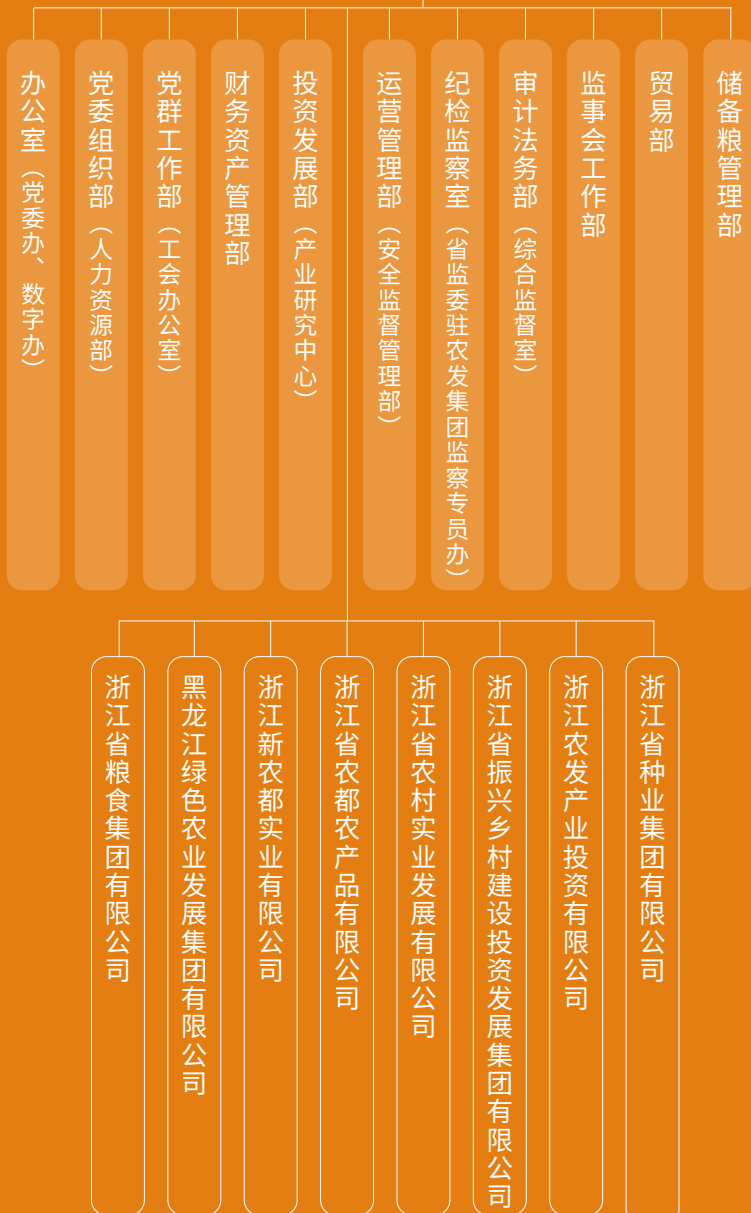 办公室（党委办、数字办）
党委组织部（人力资源部）
党群工作部（工会办公室）
财务资产管理部
投资发展部（产业研究中心）
运营管理部（安全监督管理部）
纪检监察室（省监委驻农发集团监察专员办）
审计法务部（综合监督室）
监事会工作部
贸易部
储备粮管理部
浙江省粮食集团有限公司
黑龙江绿色农业发展集团有限公司
浙江新农都实业有限公司
浙江省农都农产品有限公司
浙江省农村实业发展有限公司
浙江省振兴乡村建设投资发展集团有限公司
浙江农发产业投资有限公司
浙江省种业集团有限公司